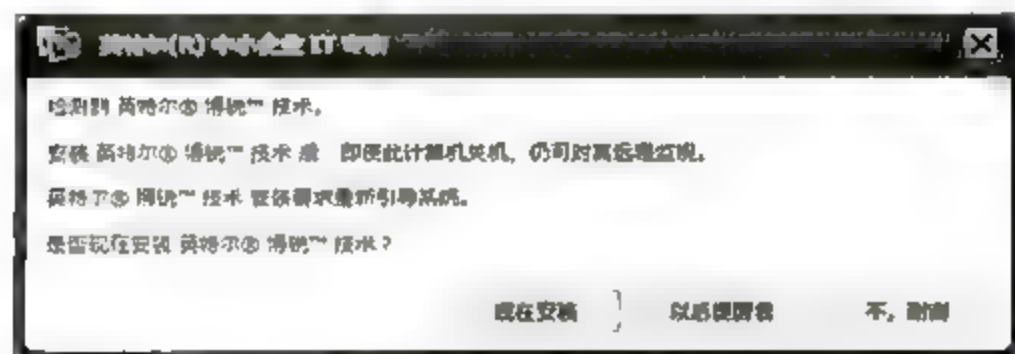 英特尔(R) 中小企业 IT 专家
检测到 英特尔® 博锐™ 技术。
安装 英特尔® 博锐™ 技术 后 即使此计算机关机，仍可对其远程监视。
英特尔® 博锐™ 技术 安装要求重新引导系统。
是否现在安装 英特尔® 博锐™ 技术？
现在安装 以后提醒我 不，谢谢